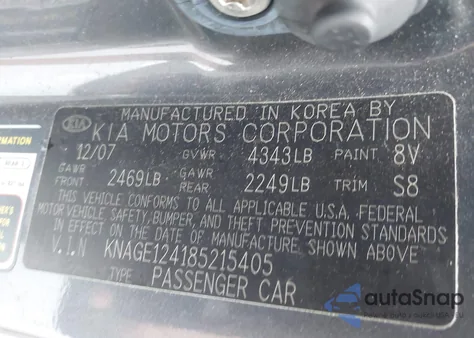 MANUFACTURED IN KOREA BY
KIA KIA MOTORS CORPORATION
12/07 GVWR 4343LB PAINT 8V
GAWR FRONT 2469LB GAWR REAR 2249LB TRIM S8
THIS VEHICLE CONFORMS TO ALL APPLICABLE U.S.A. FEDERAL
MOTOR VEHICLE SAFETY, BUMPER, AND THEFT PREVENTION STANDARDS
IN EFFECT ON THE DATE OF MANUFACTURE SHOWN ABOVE
V.I.N KNAGE124185215405
TYPE PASSENGER CAR
FORMATION
autoSnap